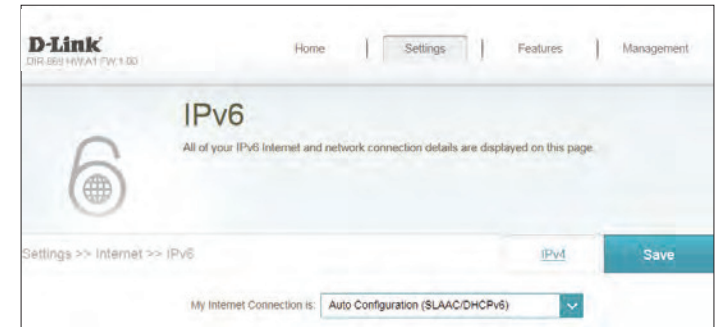 D-Link
DIR-869 HW:A1 FW:1.00
Home | Settings | Features | Management
IPv6
All of your IPv6 Internet and network connection details are displayed on this page.
Settings >> Internet >> IPv6
IPv4
Save
My Internet Connection is: Auto Configuration (SLAAC/DHCPv6)